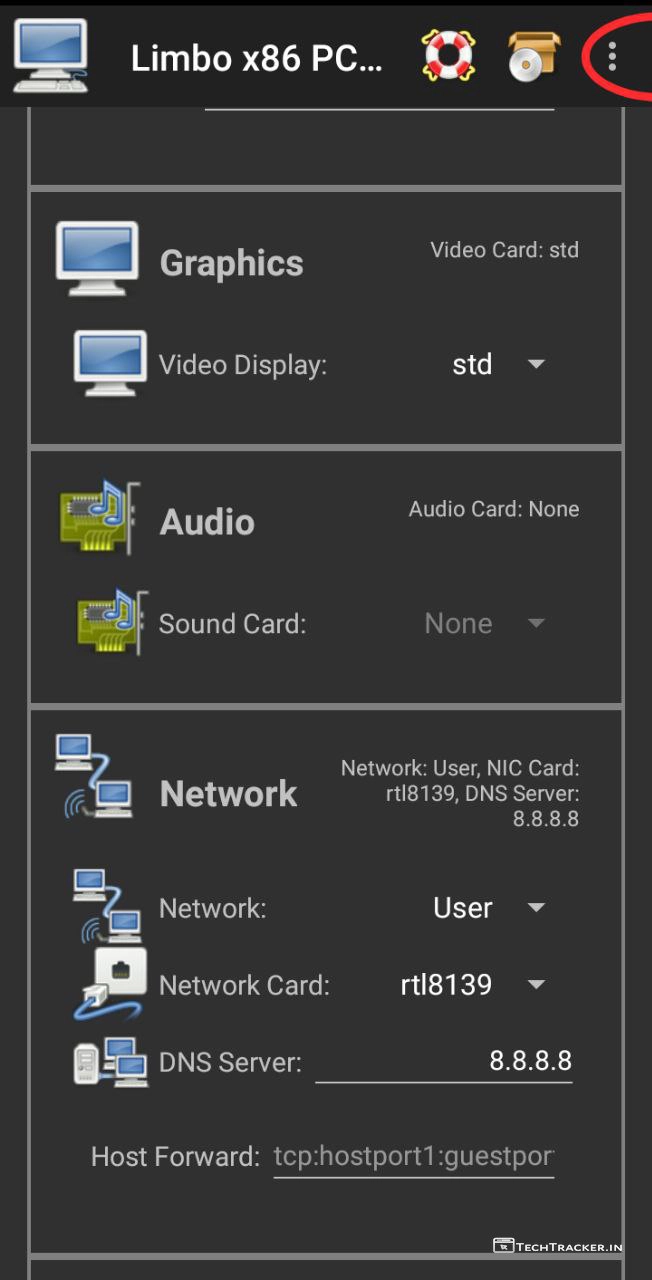 Limbo x86 PC...
Graphics
Video Card: std
Video Display:
std
Audio
Audio Card: None
Sound Card:
None
Network
Network: User, NIC Card:
rtl8139, DNS Server:
8.8.8.8
Network:
User
Network Card:
rtl8139
DNS Server:
8.8.8.8
Host Forward:
tcp:hostport1:guestpor
TECHTRACKER.IN